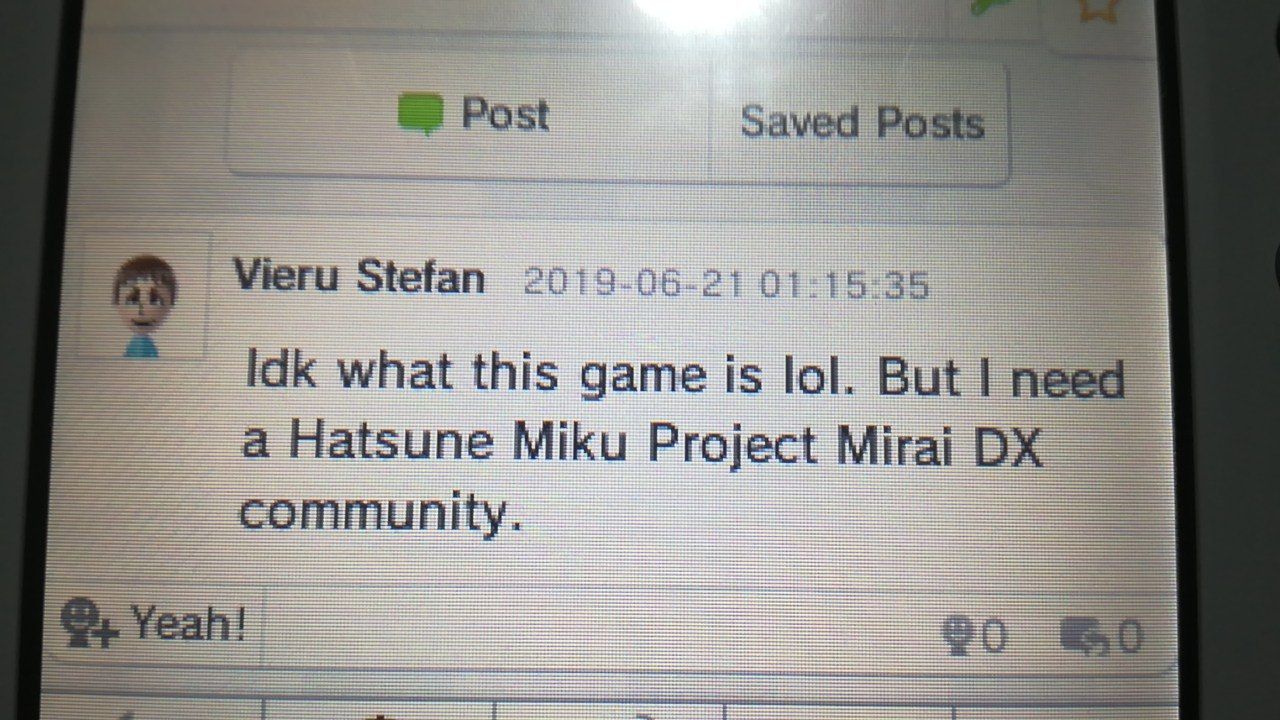 Post
Saved Posts
Vieru Stefan 2019-06-21 01:15:35
Idk what this game is lol. But I need
a Hatsune Miku Project Mirai DX
community.
Yeah!
0 0